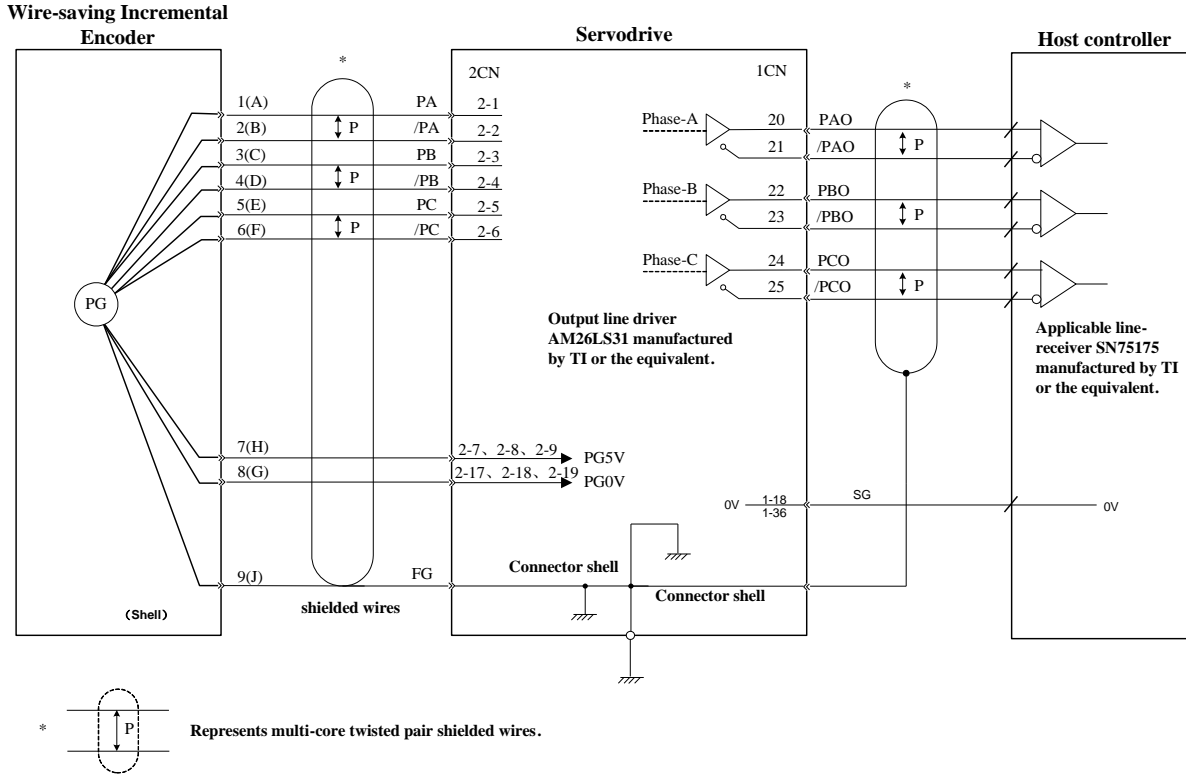 Wire-saving Incremental
Encoder
Servodrive
Host controller
*
2CN
1CN
*
1(A)
PA
2-1
2(B)
P
/PA
2-2
3(C)
PB
2-3
4(D)
P
/PB
2-4
5(E)
PC
2-5
6(F)
P
/PC
2-6
Phase-A
20
PAO
21
/PAO
P
Phase-B
22
PBO
23
/PBO
P
Phase-C
24
PCO
25
/PCO
P
PG
Output line driver
AM26LS31 manufactured
by TI or the equivalent.
Applicable line-
receiver SN75175
manufactured by TI
or the equivalent.
7(H)
2-7、2-8、2-9
PG5V
8(G)
2-17、2-18、2-19
PG0V
0V
1-18
1-36
SG
0V
9(J)
FG
Connector shell
Connector shell
(Shell)
shielded wires
*
P
Represents multi-core twisted pair shielded wires.